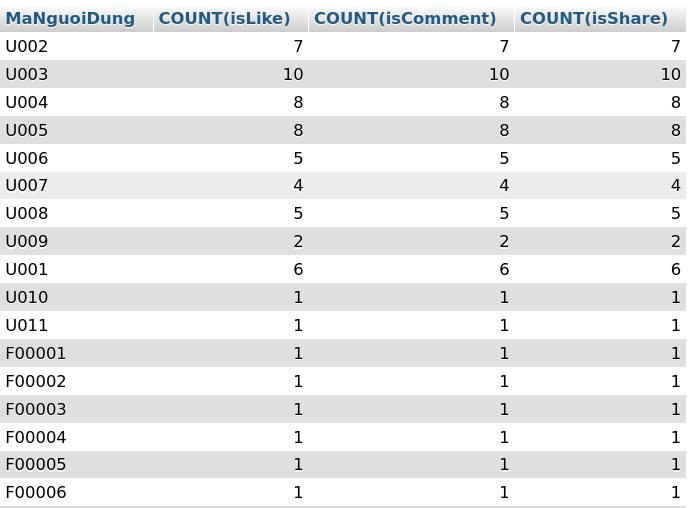 MaNguoiDung COUNT(isLike) COUNT(isComment) COUNT(isShare)
U002 7 7 7
U003 10 10 10
U004 8 8 8
U005 8 8 8
U006 5 5 5
U007 4 4 4
U008 5 5 5
U009 2 2 2
U001 6 6 6
U010 1 1 1
U011 1 1 1
F00001 1 1 1
F00002 1 1 1
F00003 1 1 1
F00004 1 1 1
F00005 1 1 1
F00006 1 1 1